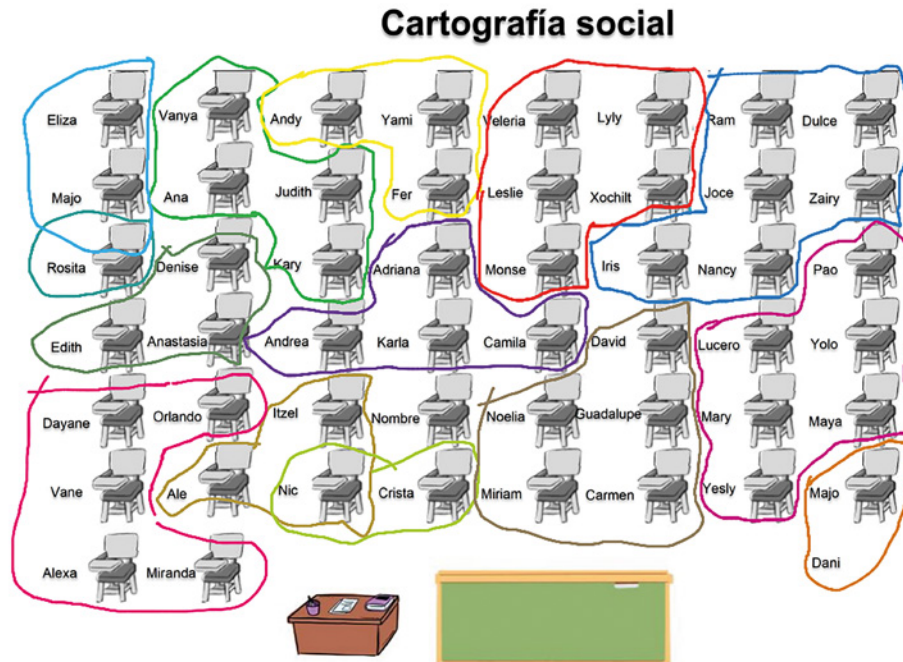 Cartografía social
Eliza Vanya Andy Yami Veleria Lyly Ram Dulce
Majo Ana Judith Fer Leslie Xochilt Joce Zairy
Rosita Denise Kary Adriana Monse Iris Nancy Pao
Edith Anastasia Andrea Karla Camila David Lucero Yolo
Dayane Orlando Itzel Nombre Noelia Guadalupe Mary Maya
Vane Ale Nic Crista Miriam Carmen Yesly Majo
Alexa Miranda Dani